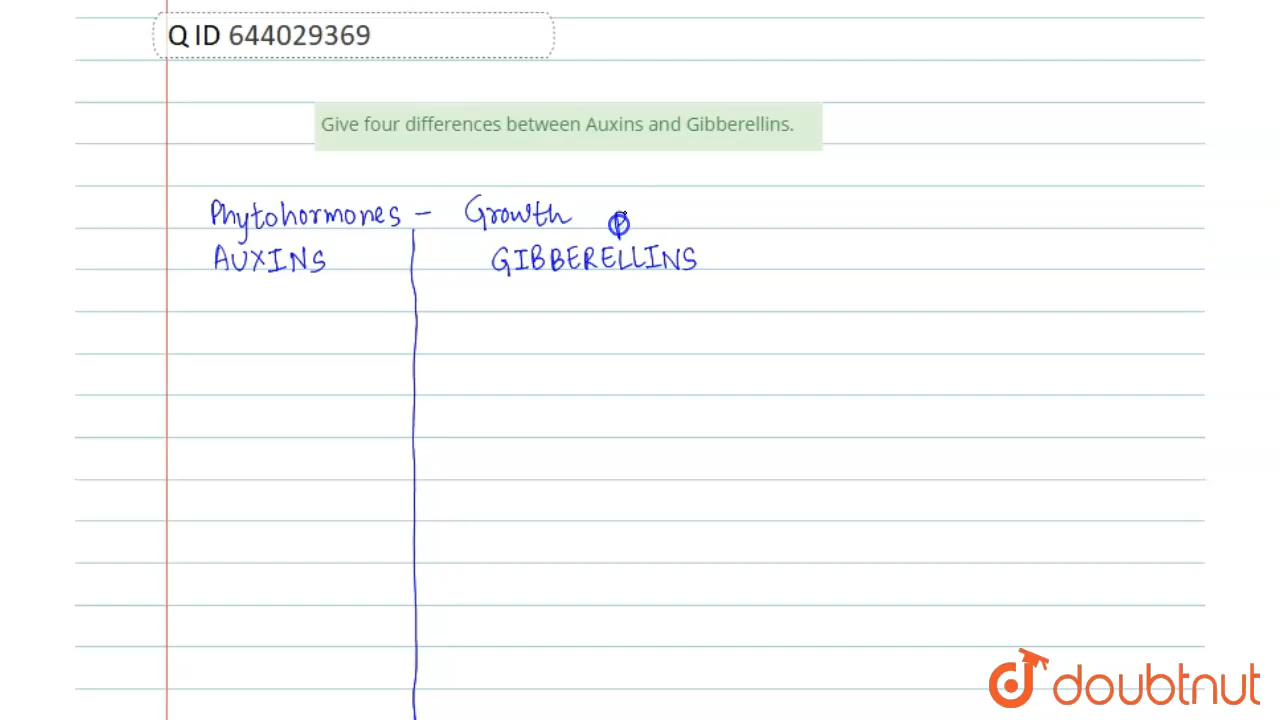 Q ID 644029369
Give four differences between Auxins and Gibberellins.
Phytohormones - Growth
AUXINS GIBBERELLINS
doubtnut